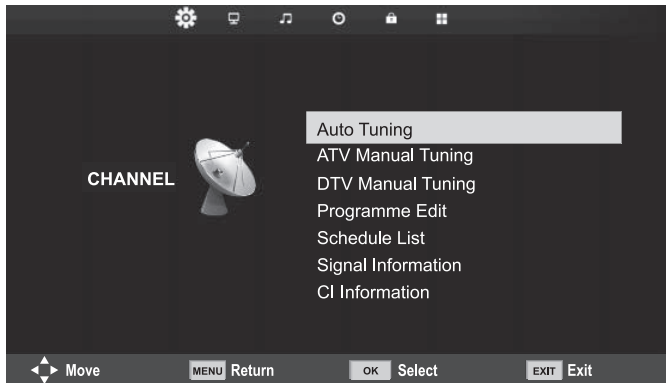 Auto Tuning
ATV Manual Tuning
CHANNEL
DTV Manual Tuning
Programme Edit
Schedule List
Signal Information
CI Information
Move MENU Return OK Select EXIT Exit